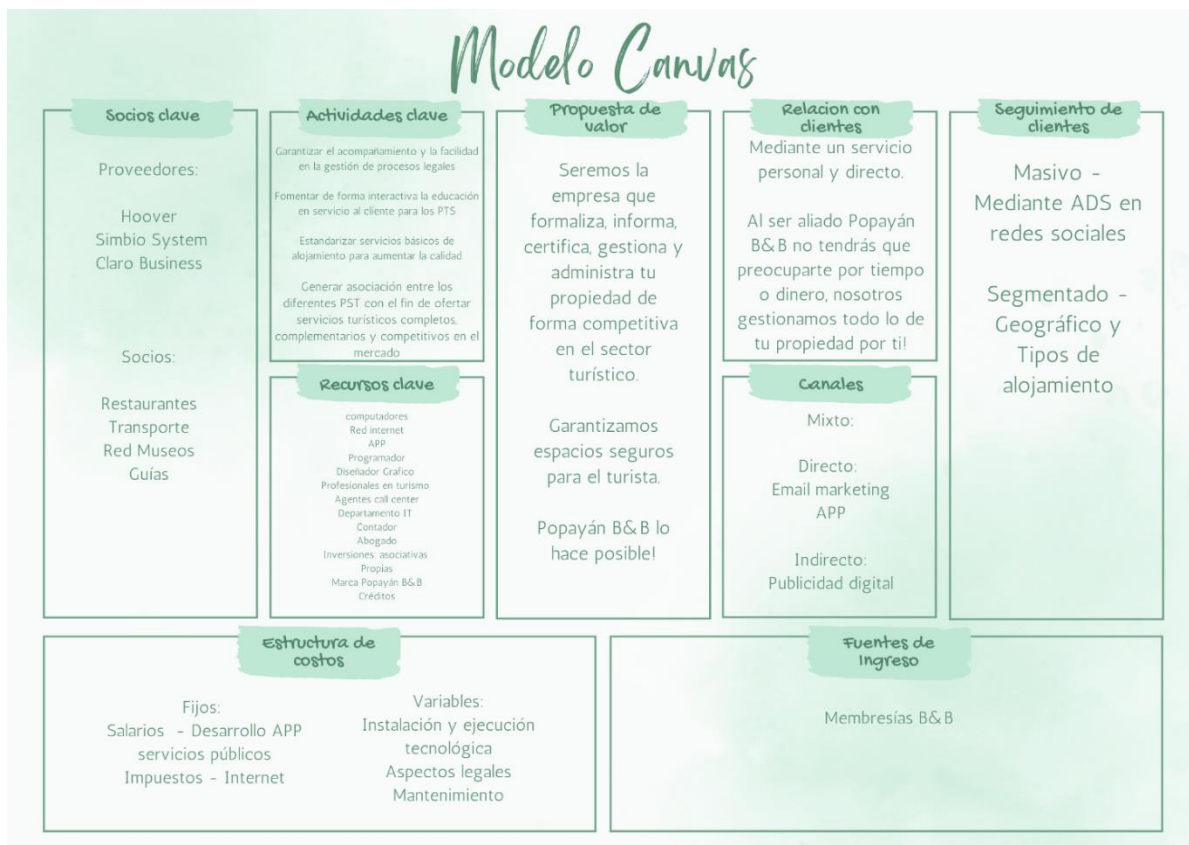 Modelo Canvas
Socios clave
Proveedores:
Hoover
Simbio System
Claro Business
Socios:
Restaurantes
Transporte
Red Museos
Guías
Actividades clave
Garantizar el acompañamiento y la facilidad
en la gestión de procesos legales
Fomentar de forma interactiva la educación
en servicio al cliente para los PTS
Estandarizar servicios básicos de
alojamiento para aumentar la calidad
Generar asociación entre los
diferentes PST con el fin de ofertar
servicios turísticos completos,
complementarios y competitivos en el
mercado
Recursos clave
computadores
Red internet
APP
Programador
Diseñador Grafico
Profesionales en turismo
Agentes call center
Departamento IT
Contador
Abogado
Inversiones asociativas
Propias
Marca Popayán B&B
Créditos
Propuesta de
valor
Seremos la
empresa que
formaliza, informa,
certifica, gestiona y
administra tu
propiedad de
forma competitiva
en el sector
turístico.
Garantizamos
espacios seguros
para el turista.
Popayán B&B lo
hace posible!
Relacion con
clientes
Mediante un servicio
personal y directo.
Al ser aliado Popayán
B&B no tendrás que
preocuparte por tiempo
o dinero, nosotros
gestionamos todo lo de
tu propiedad por ti!
Canales
Mixto:
Directo:
Email marketing
APP
Indirecto:
Publicidad digital
Seguimiento de
clientes
Masivo -
Mediante ADS en
redes sociales
Segmentado -
Geográfico y
Tipos de
alojamiento
Estructura de
costos
Fijos:
Salarios - Desarrollo APP
servicios públicos
Impuestos - Internet
Variables:
Instalación y ejecución
tecnológica
Aspectos legales
Mantenimiento
Fuentes de
Ingreso
Membresías B&B